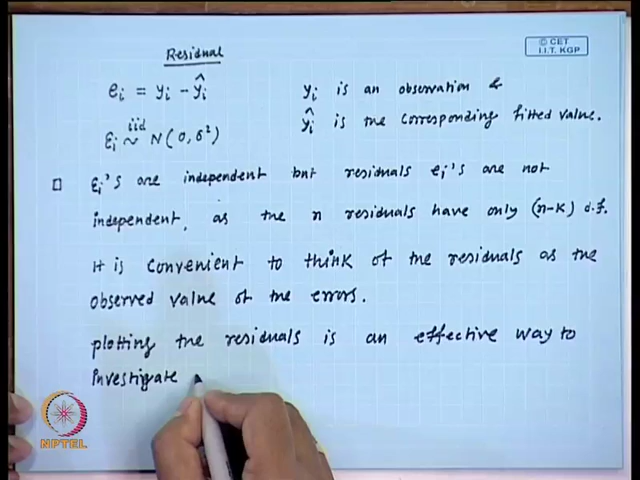 Residual
© CET
I.I.T. KGP
eᵢ = yᵢ - ŷᵢ
yᵢ is an observation &
ŷᵢ is the corresponding fitted value.
εᵢ iid ~ N(0, σ²)
□ εᵢ's are independent but residuals eᵢ's are not
independent, as the n residuals have only (n-k) d.f.
It is convenient to think of the residuals as the
observed value of the errors.
plotting the residuals is an effective way to
investigate
NPTEL